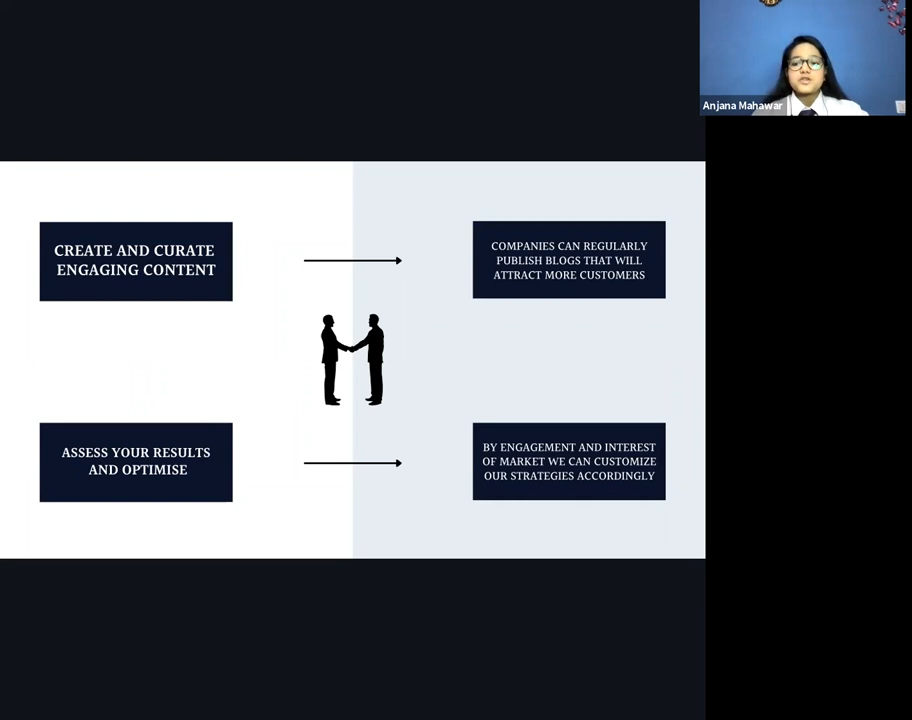 Anjana Mahawar
CREATE AND CURATE
ENGAGING CONTENT
COMPANIES CAN REGULARLY
PUBLISH BLOGS THAT WILL
ATTRACT MORE CUSTOMERS
ASSESS YOUR RESULTS
AND OPTIMISE
BY ENGAGEMENT AND INTEREST
OF MARKET WE CAN CUSTOMIZE
OUR STRATEGIES ACCORDINGLY